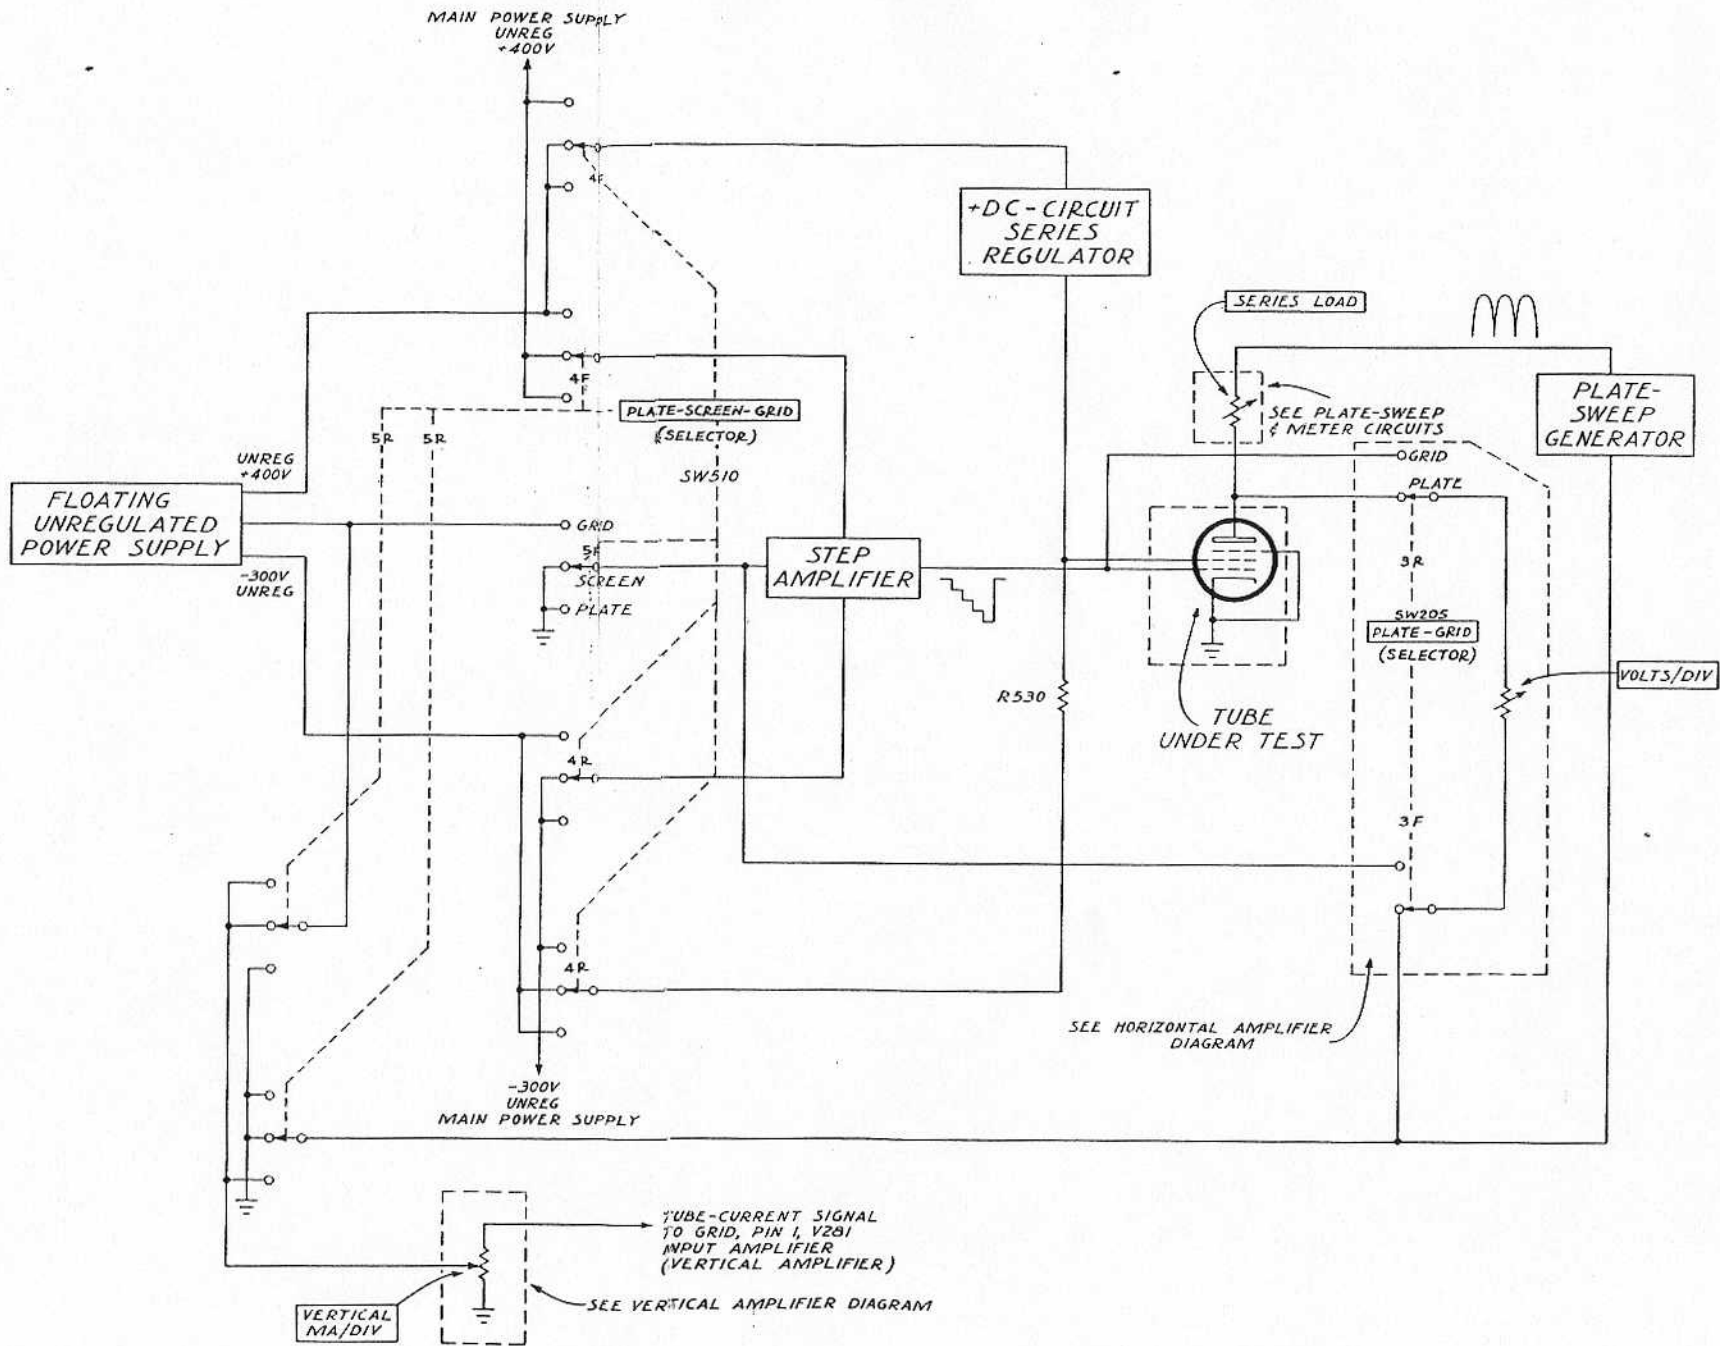 MAIN POWER SUPPLY
UNREG
+400V
4F
+DC-CIRCUIT
SERIES
REGULATOR
SERIES LOAD
4F
PLATE-SCREEN-GRID
(SELECTOR)
SW510
5R
5R
SEE PLATE-SWEEP
& METER CIRCUITS
PLATE-
SWEEP
GENERATOR
UNREG
+400V
GRID
PLATE
FLOATING
UNREGULATED
POWER SUPPLY
GRID
5F
SCREEN
PLATE
STEP
AMPLIFIER
-300V
UNREG
3R
SW205
PLATE-GRID
(SELECTOR)
VOLTS/DIV
R530
TUBE
UNDER TEST
4R
3F
4R
SEE HORIZONTAL AMPLIFIER
DIAGRAM
-300V
UNREG
MAIN POWER SUPPLY
TUBE-CURRENT SIGNAL
TO GRID, PIN 1, V281
INPUT AMPLIFIER
(VERTICAL AMPLIFIER)
SEE VERTICAL AMPLIFIER DIAGRAM
VERTICAL
MA/DIV